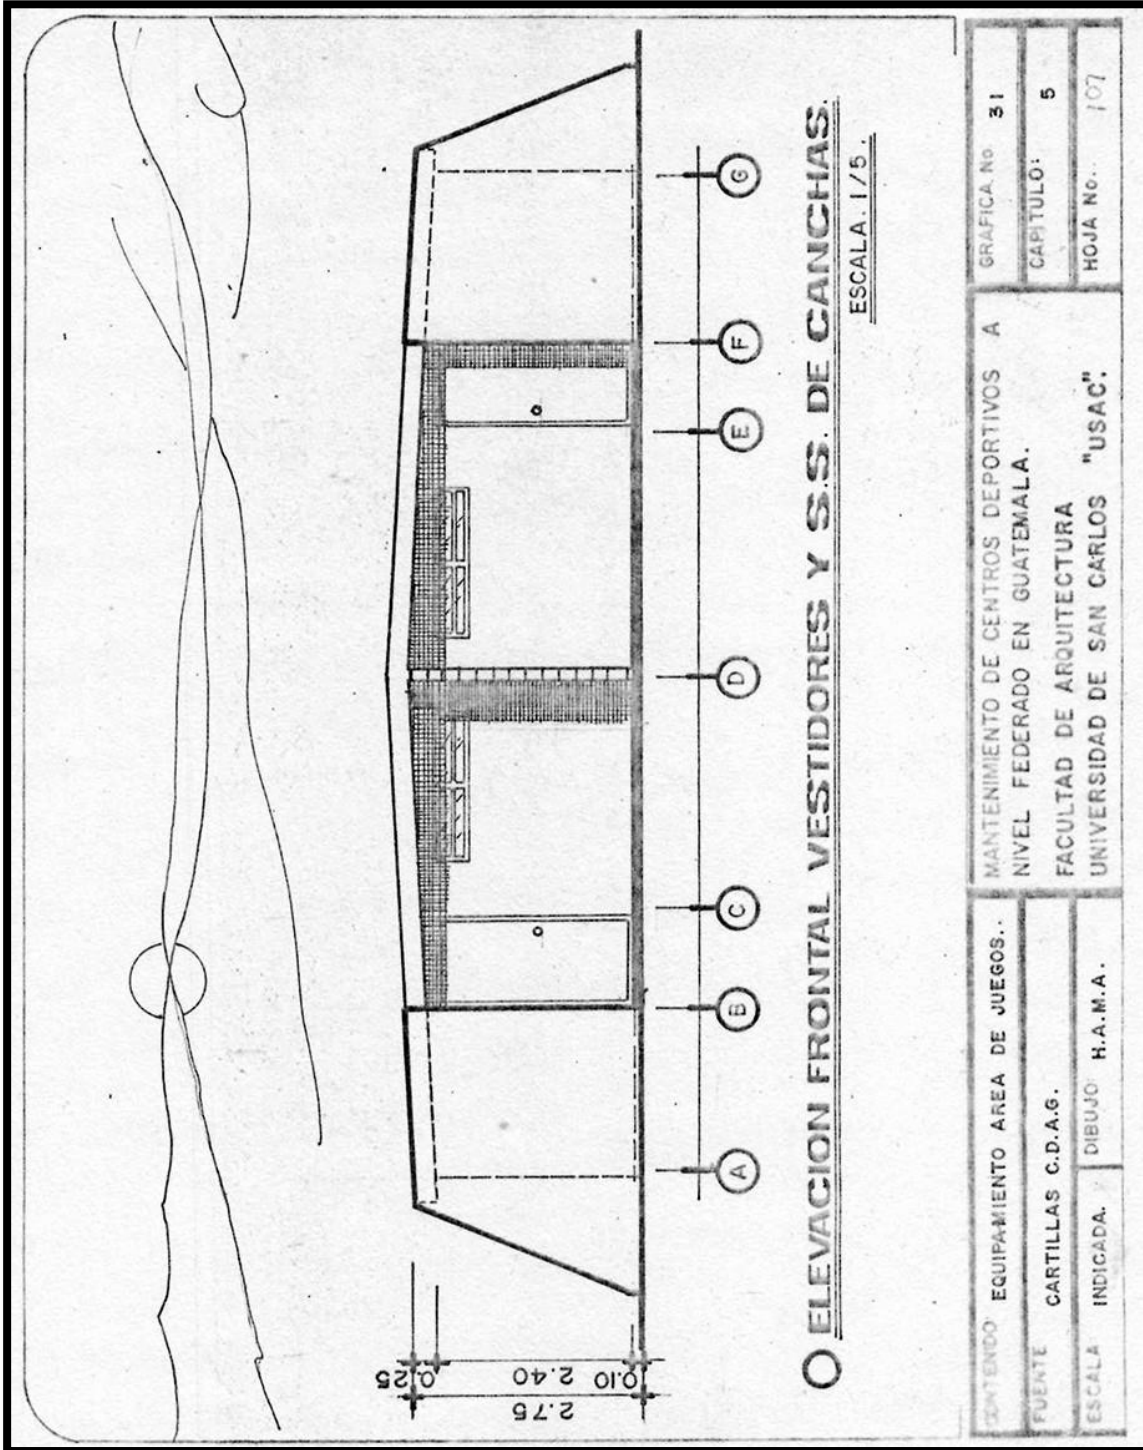 0.25
2.40
0.10
2.75
A
B
C
D
E
F
G
ELEVACION FRONTAL VESTIDORES Y S.S. DE CANCHAS.
ESCALA. 1/5.
CONTENIDO EQUIPAMIENTO AREA DE JUEGOS.
FUENTE CARTILLAS C.D.A.G.
ESCALA INDICADA.
DIBUJO: H.A.M.A.
MANTENIMIENTO DE CENTROS DEPORTIVOS A
NIVEL FEDERADO EN GUATEMALA.
FACULTAD DE ARQUITECTURA
UNIVERSIDAD DE SAN CARLOS "USAC".
GRAFICA No 31
CAPITULO: 5
HOJA No. 107